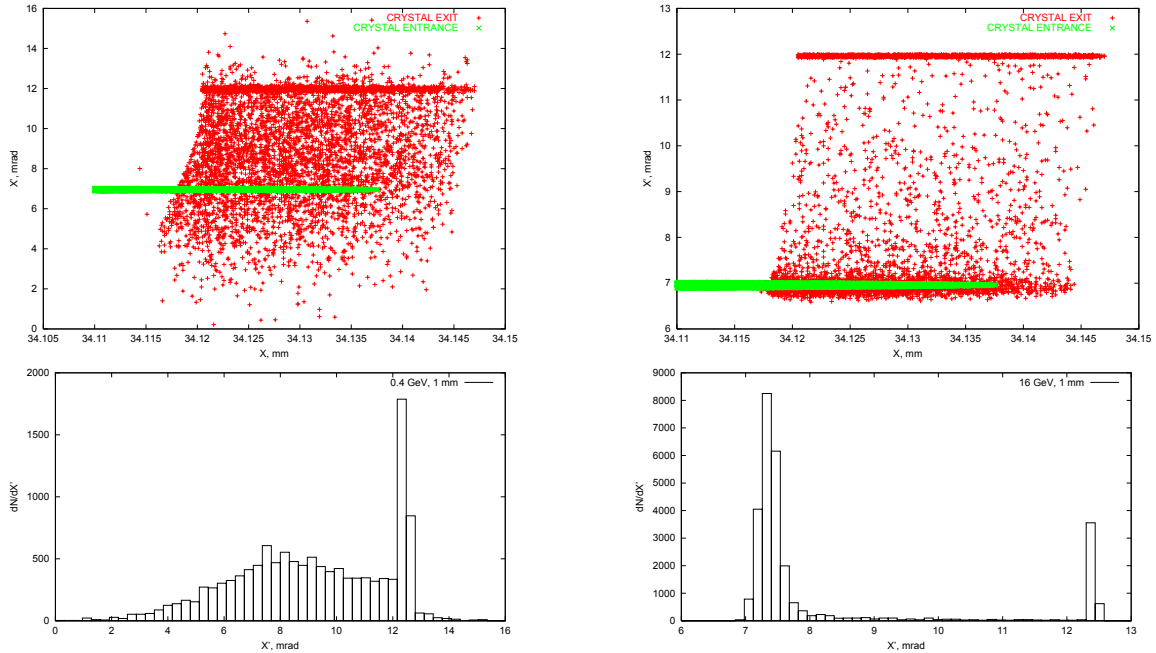 16
14
12
10
8
6
4
2
0
X', mrad
CRYSTAL EXIT
CRYSTAL ENTRANCE
34.105 34.11 34.115 34.12 34.125 34.13 34.135 34.14 34.145 34.15
X, mm
13
12
11
10
9
8
7
6
X', mrad
CRYSTAL EXIT
CRYSTAL ENTRANCE
34.11 34.115 34.12 34.125 34.13 34.135 34.14 34.145 34.15
X, mm
2000
1500
1000
500
0
dN/dX'
0.4 GeV, 1 mm
0 2 4 6 8 10 12 14 16
X', mrad
9000
8000
7000
6000
5000
4000
3000
2000
1000
0
dN/dX'
16 GeV, 1 mm
6 7 8 9 10 11 12 13
X', mrad